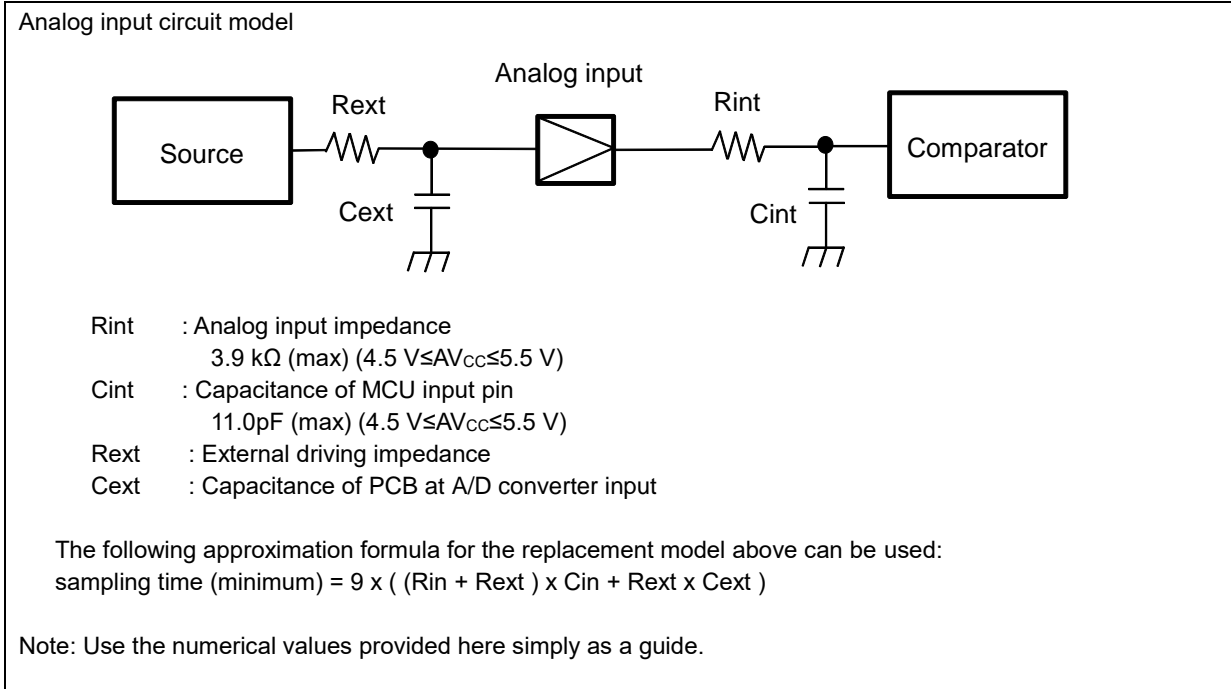 Analog input circuit model
Analog input
Rext
Rint
Source
Comparator
Cext
Cint
Rint : Analog input impedance
3.9 kΩ (max) (4.5 V≤AVCC≤5.5 V)
Cint : Capacitance of MCU input pin
11.0pF (max) (4.5 V≤AVCC≤5.5 V)
Rext : External driving impedance
Cext : Capacitance of PCB at A/D converter input
The following approximation formula for the replacement model above can be used:
sampling time (minimum) = 9 x ( (Rin + Rext ) x Cin + Rext x Cext )
Note: Use the numerical values provided here simply as a guide.